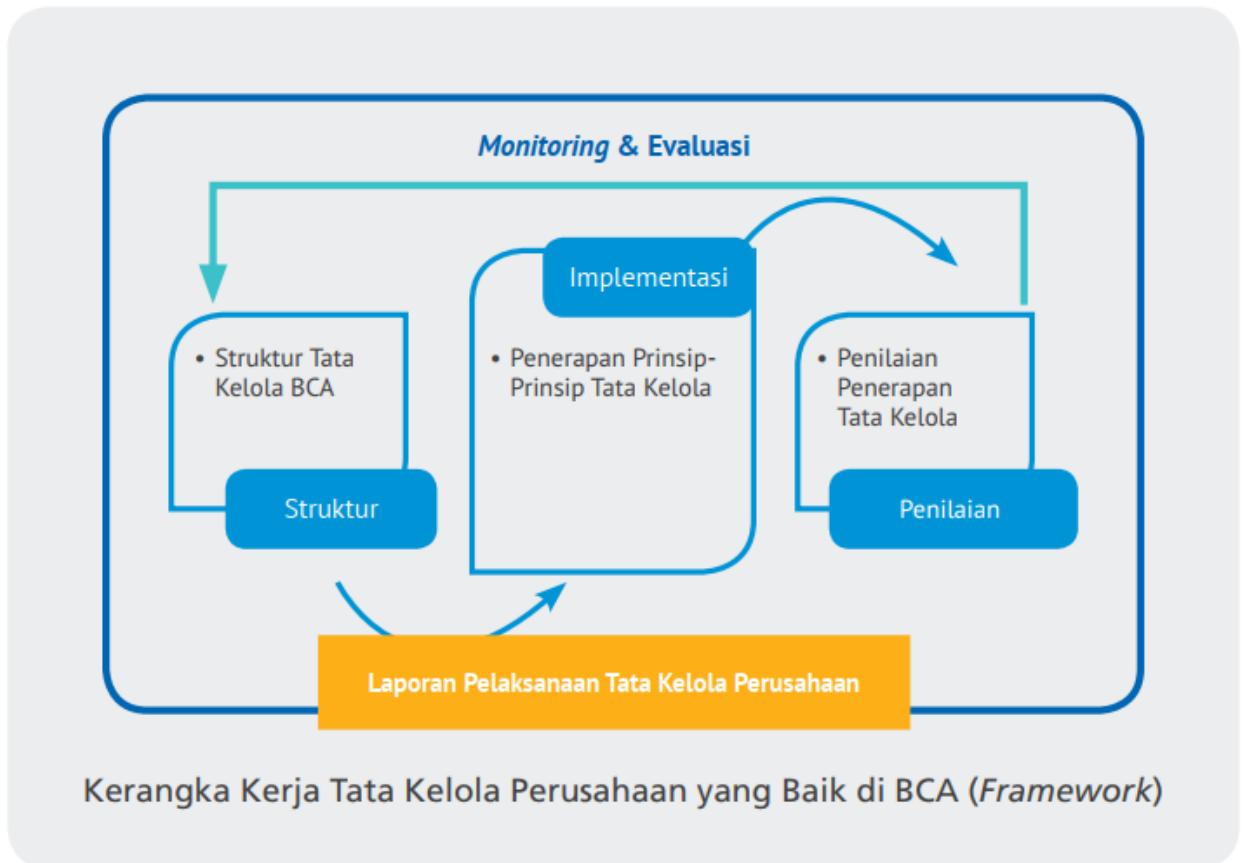 Monitoring & Evaluasi
• Struktur Tata
Kelola BCA
Struktur
Implementasi
• Penerapan Prinsip-
Prinsip Tata Kelola
• Penilaian
Penerapan
Tata Kelola
Penilaian
Laporan Pelaksanaan Tata Kelola Perusahaan
Kerangka Kerja Tata Kelola Perusahaan yang Baik di BCA (Framework)